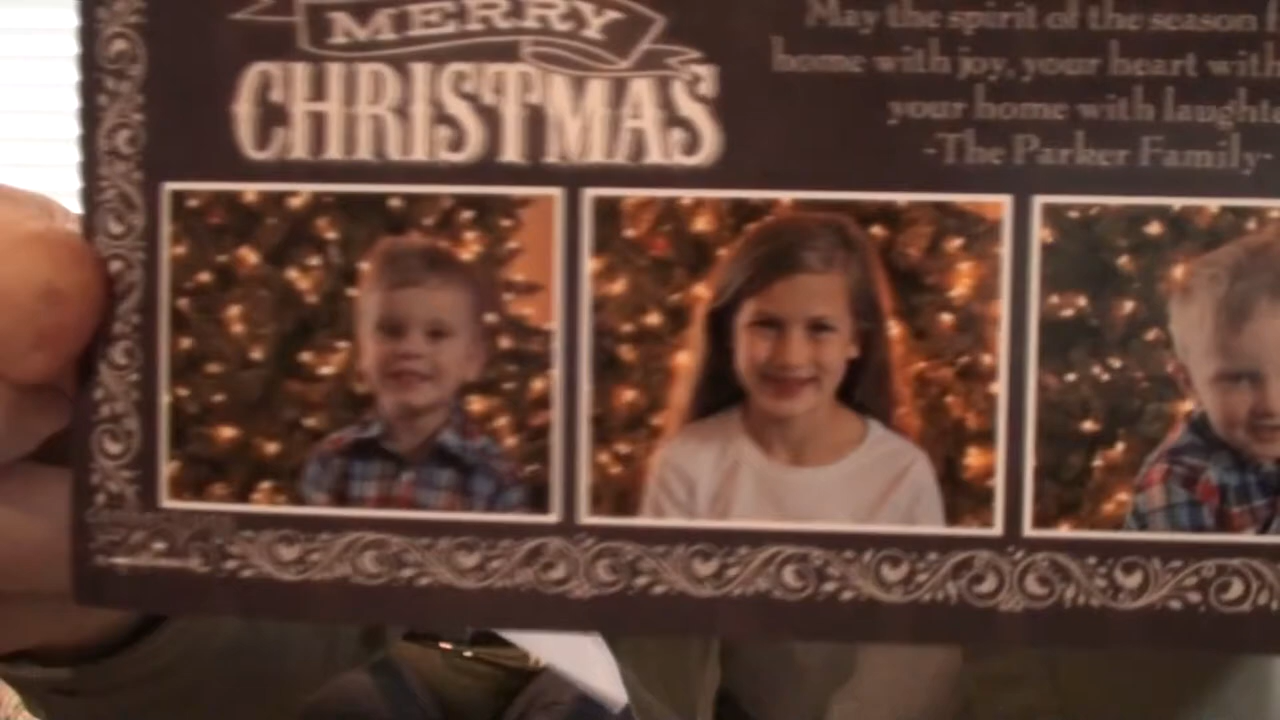 MERRY
CHRISTMAS
May the spirit of the season
home with joy, your heart with
your home with
-The Parker Family-